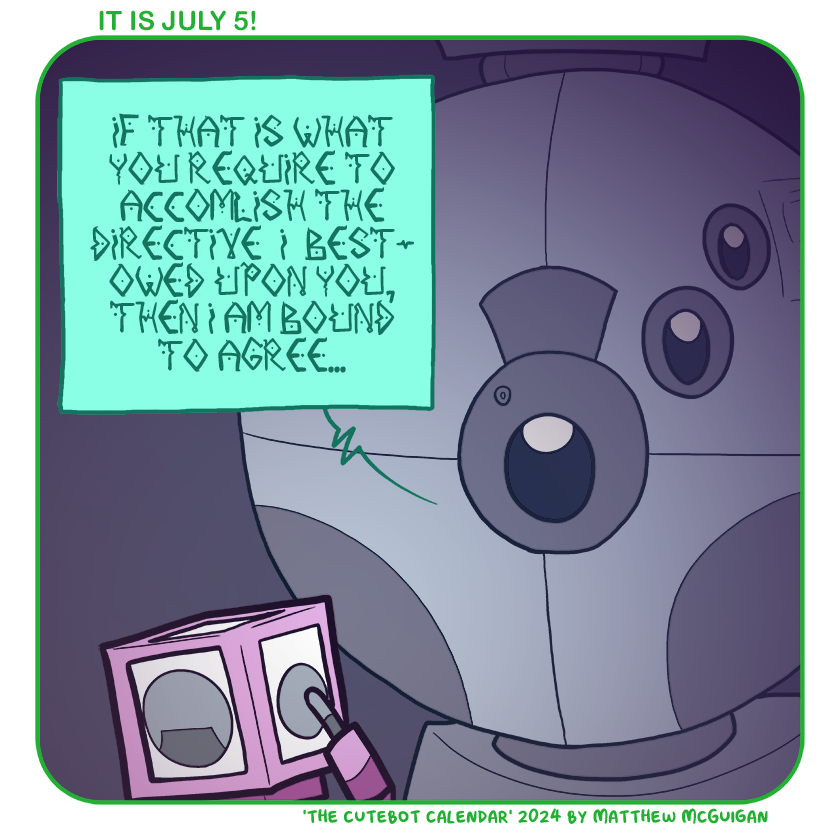 IT IS JULY 5!
IF THAT IS WHAT
YOU REQUIRE TO
ACCOMLISH THE
DIRECTIVE I BEST-
OWED UPON YOU,
THEN I AM BOUND
TO AGREE...
'THE CUTEBOT CALENDAR' 2024 BY MATTHEW MCGUIGAN